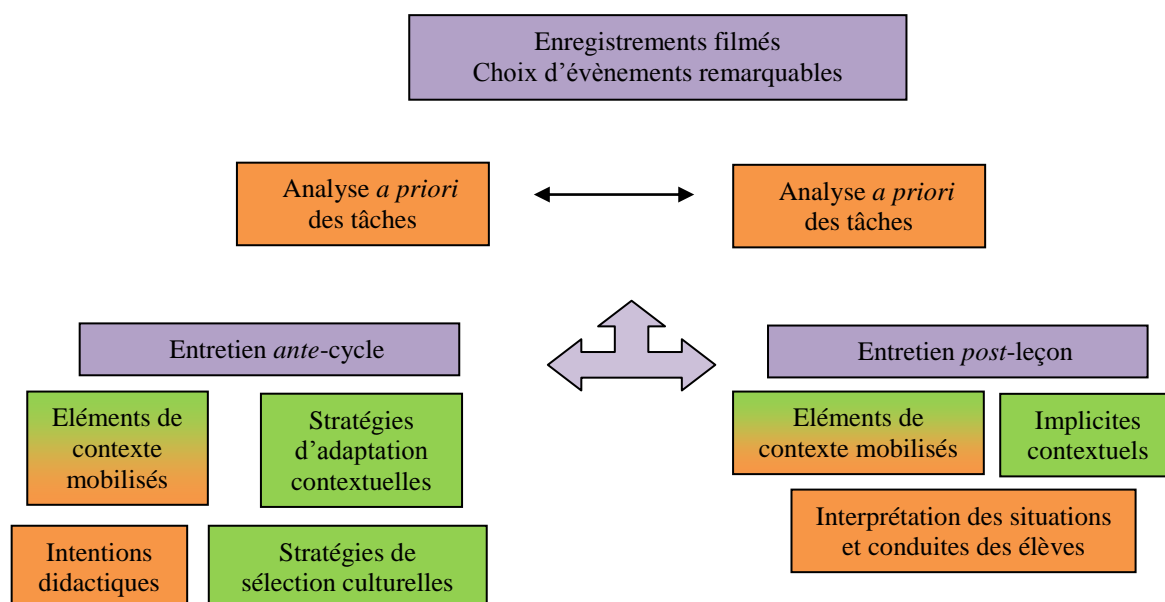 Enregistrements filmés
Choix d’évènements remarquables
Analyse a priori
des tâches
Analyse a priori
des tâches
Entretien ante-cycle
Eléments de
contexte
mobilisés
Stratégies
d’adaptation
contextuelles
Intentions
didactiques
Stratégies de
sélection culturelles
Entretien post-leçon
Eléments de
contexte mobilisés
Implicites
contextuels
Interprétation des situations
et conduites des élèves